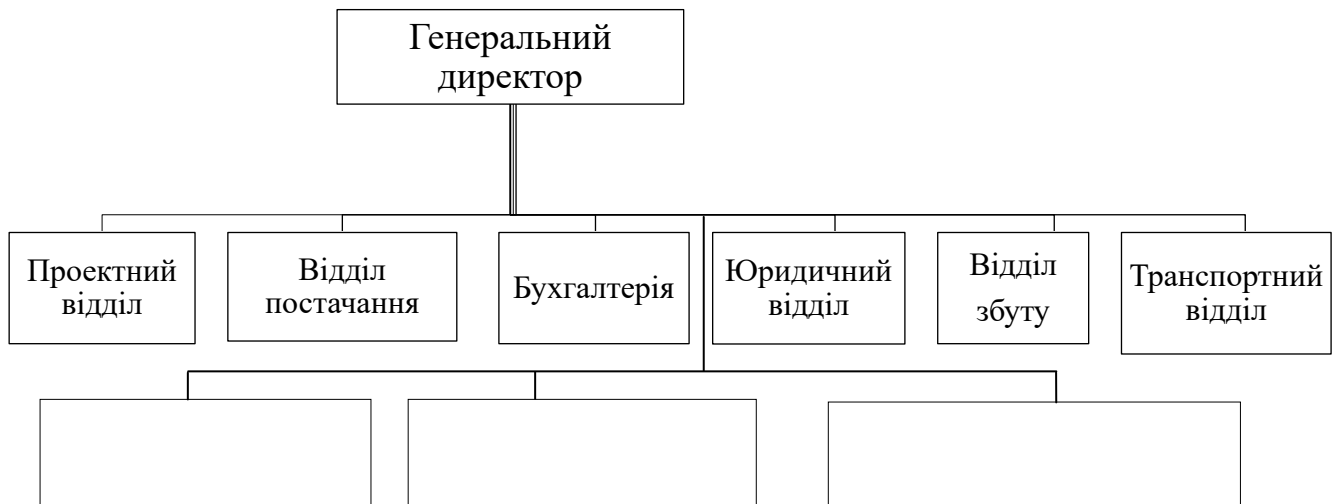 Генеральний
директор
Проектний
відділ
Відділ
постачання
Бухгалтерія
Юридичний
відділ
Відділ
збуту
Транспортний
відділ